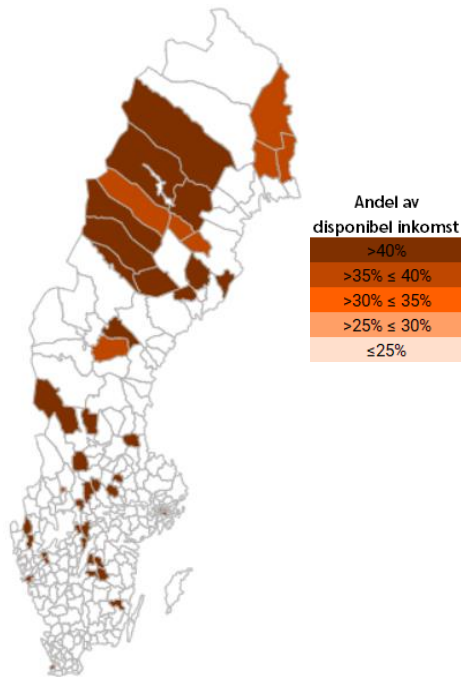 Andel av
disponibel inkomst
>40%
>35% ≤ 40%
>30% ≤ 35%
>25% ≤ 30%
≤25%